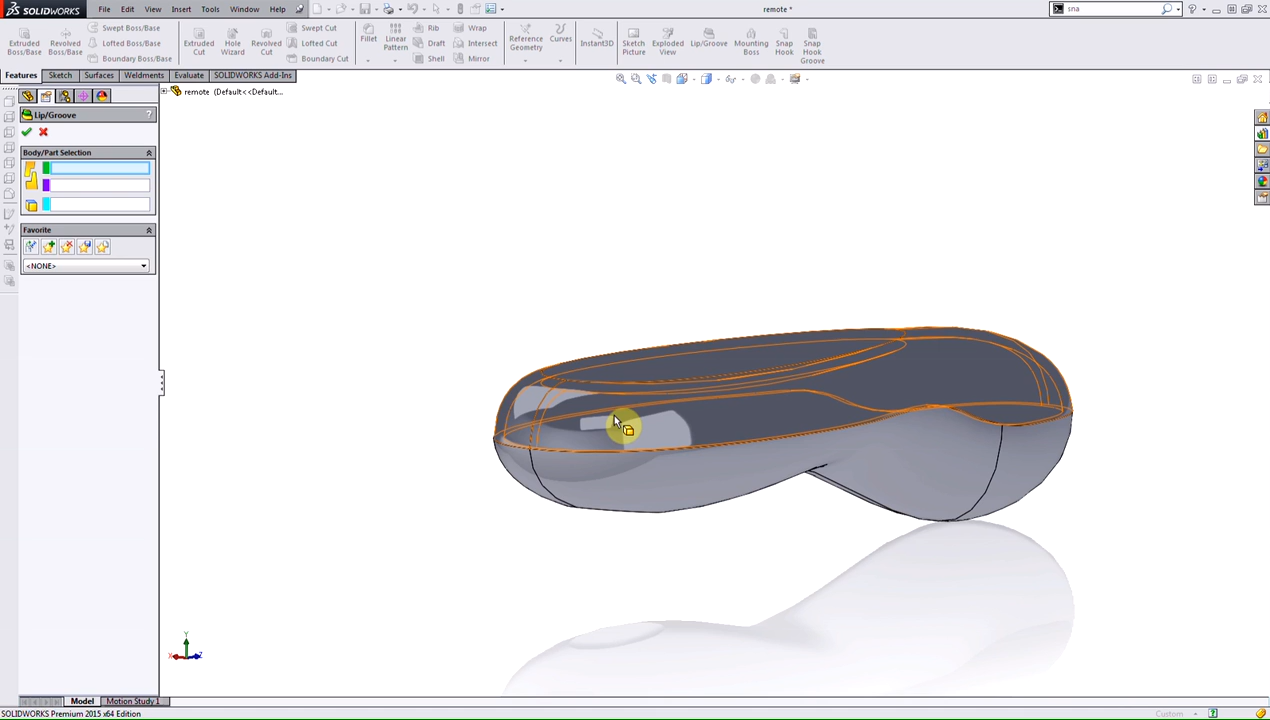 SOLIDWORKS File Edit View Insert Tools Window Help remote * sna
Extruded Boss/Base
Revolved Boss/Base
Swept Boss/Base
Lofted Boss/Base
Boundary Boss/Base
Extruded Cut
Hole Wizard
Revolved Cut
Swept Cut
Lofted Cut
Boundary Cut
Fillet
Linear Pattern
Rib
Draft
Shell
Wrap
Intersect
Mirror
Reference Geometry
Curves
Instant3D
Sketch Picture
Exploded View
Lip/Groove
Mounting Boss
Snap Hook
Snap Hook Groove
Features Sketch Surfaces Weldments Evaluate SOLIDWORKS Add-Ins
remote (Default<<Default...
Lip/Groove ?
Body/Part Selection
Favorite
<NONE>
Y
X
Z
Model Motion Study 1
SOLIDWORKS Premium 2015 x64 Edition Custom